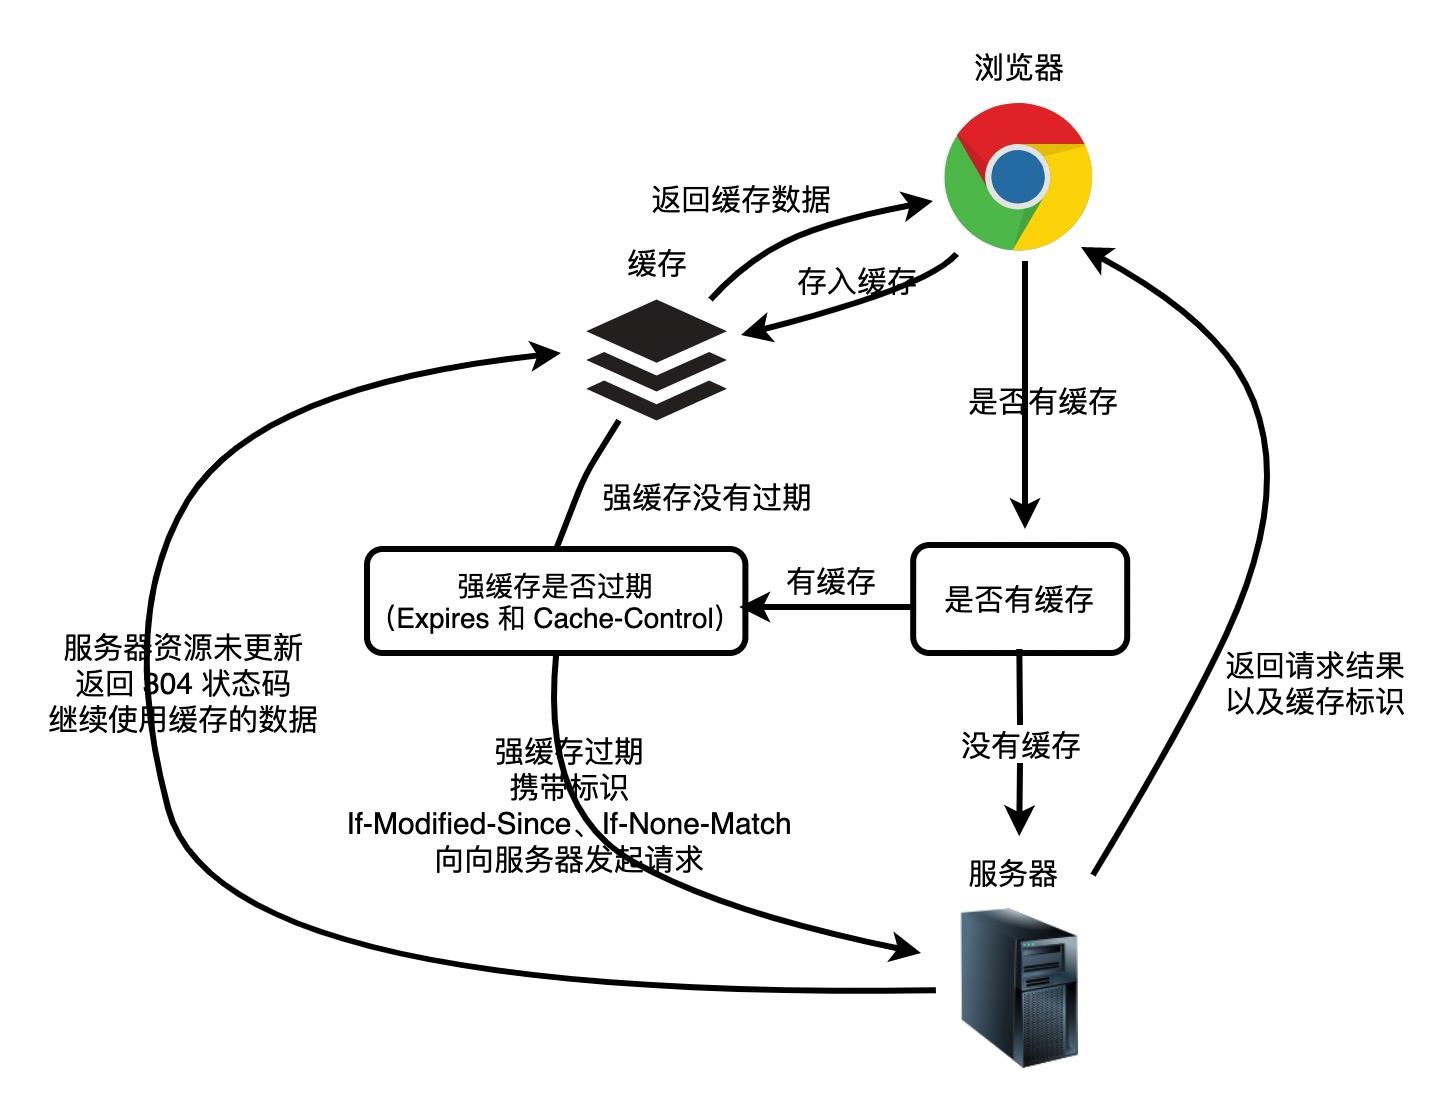 浏览器
返回缓存数据
缓存
存入缓存
是否有缓存
强缓存没有过期
强缓存是否过期
（Expires 和 Cache-Control）
有缓存
是否有缓存
服务器资源未更新
返回 304 状态码
继续使用缓存的数据
返回请求结果
以及缓存标识
没有缓存
强缓存过期
携带标识
If-Modified-Since、If-None-Match
向向服务器发起请求
服务器